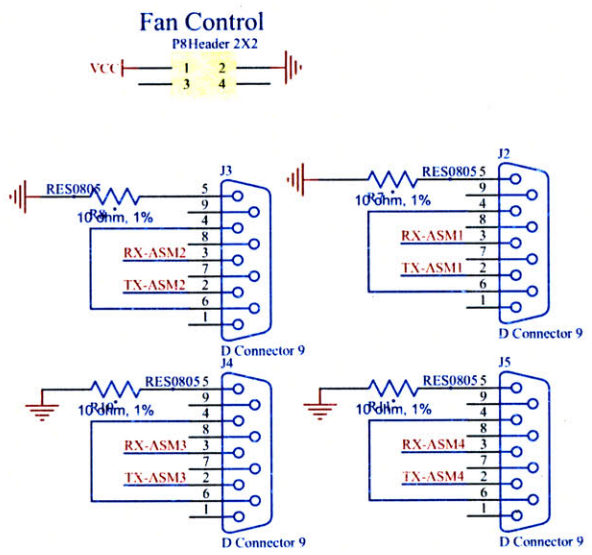 Fan Control
P8Header 2X2
VCC 1 2
3 4
J3
RES0805 5
R8
10 ohm, 1%
9
4
8
RX-ASM2 3
7
TX-ASM2 2
6
1
D Connector 9
J2
RES0805 5
R7
10 ohm, 1%
9
4
8
RX-ASM1 3
7
TX-ASM1 2
6
1
D Connector 9
J4
RES0805 5
R10
10 ohm, 1%
9
4
8
RX-ASM3 3
7
TX-ASM3 2
6
1
D Connector 9
J5
RES0805 5
R11
10 ohm, 1%
9
4
8
RX-ASM4 3
7
TX-ASM4 2
6
1
D Connector 9